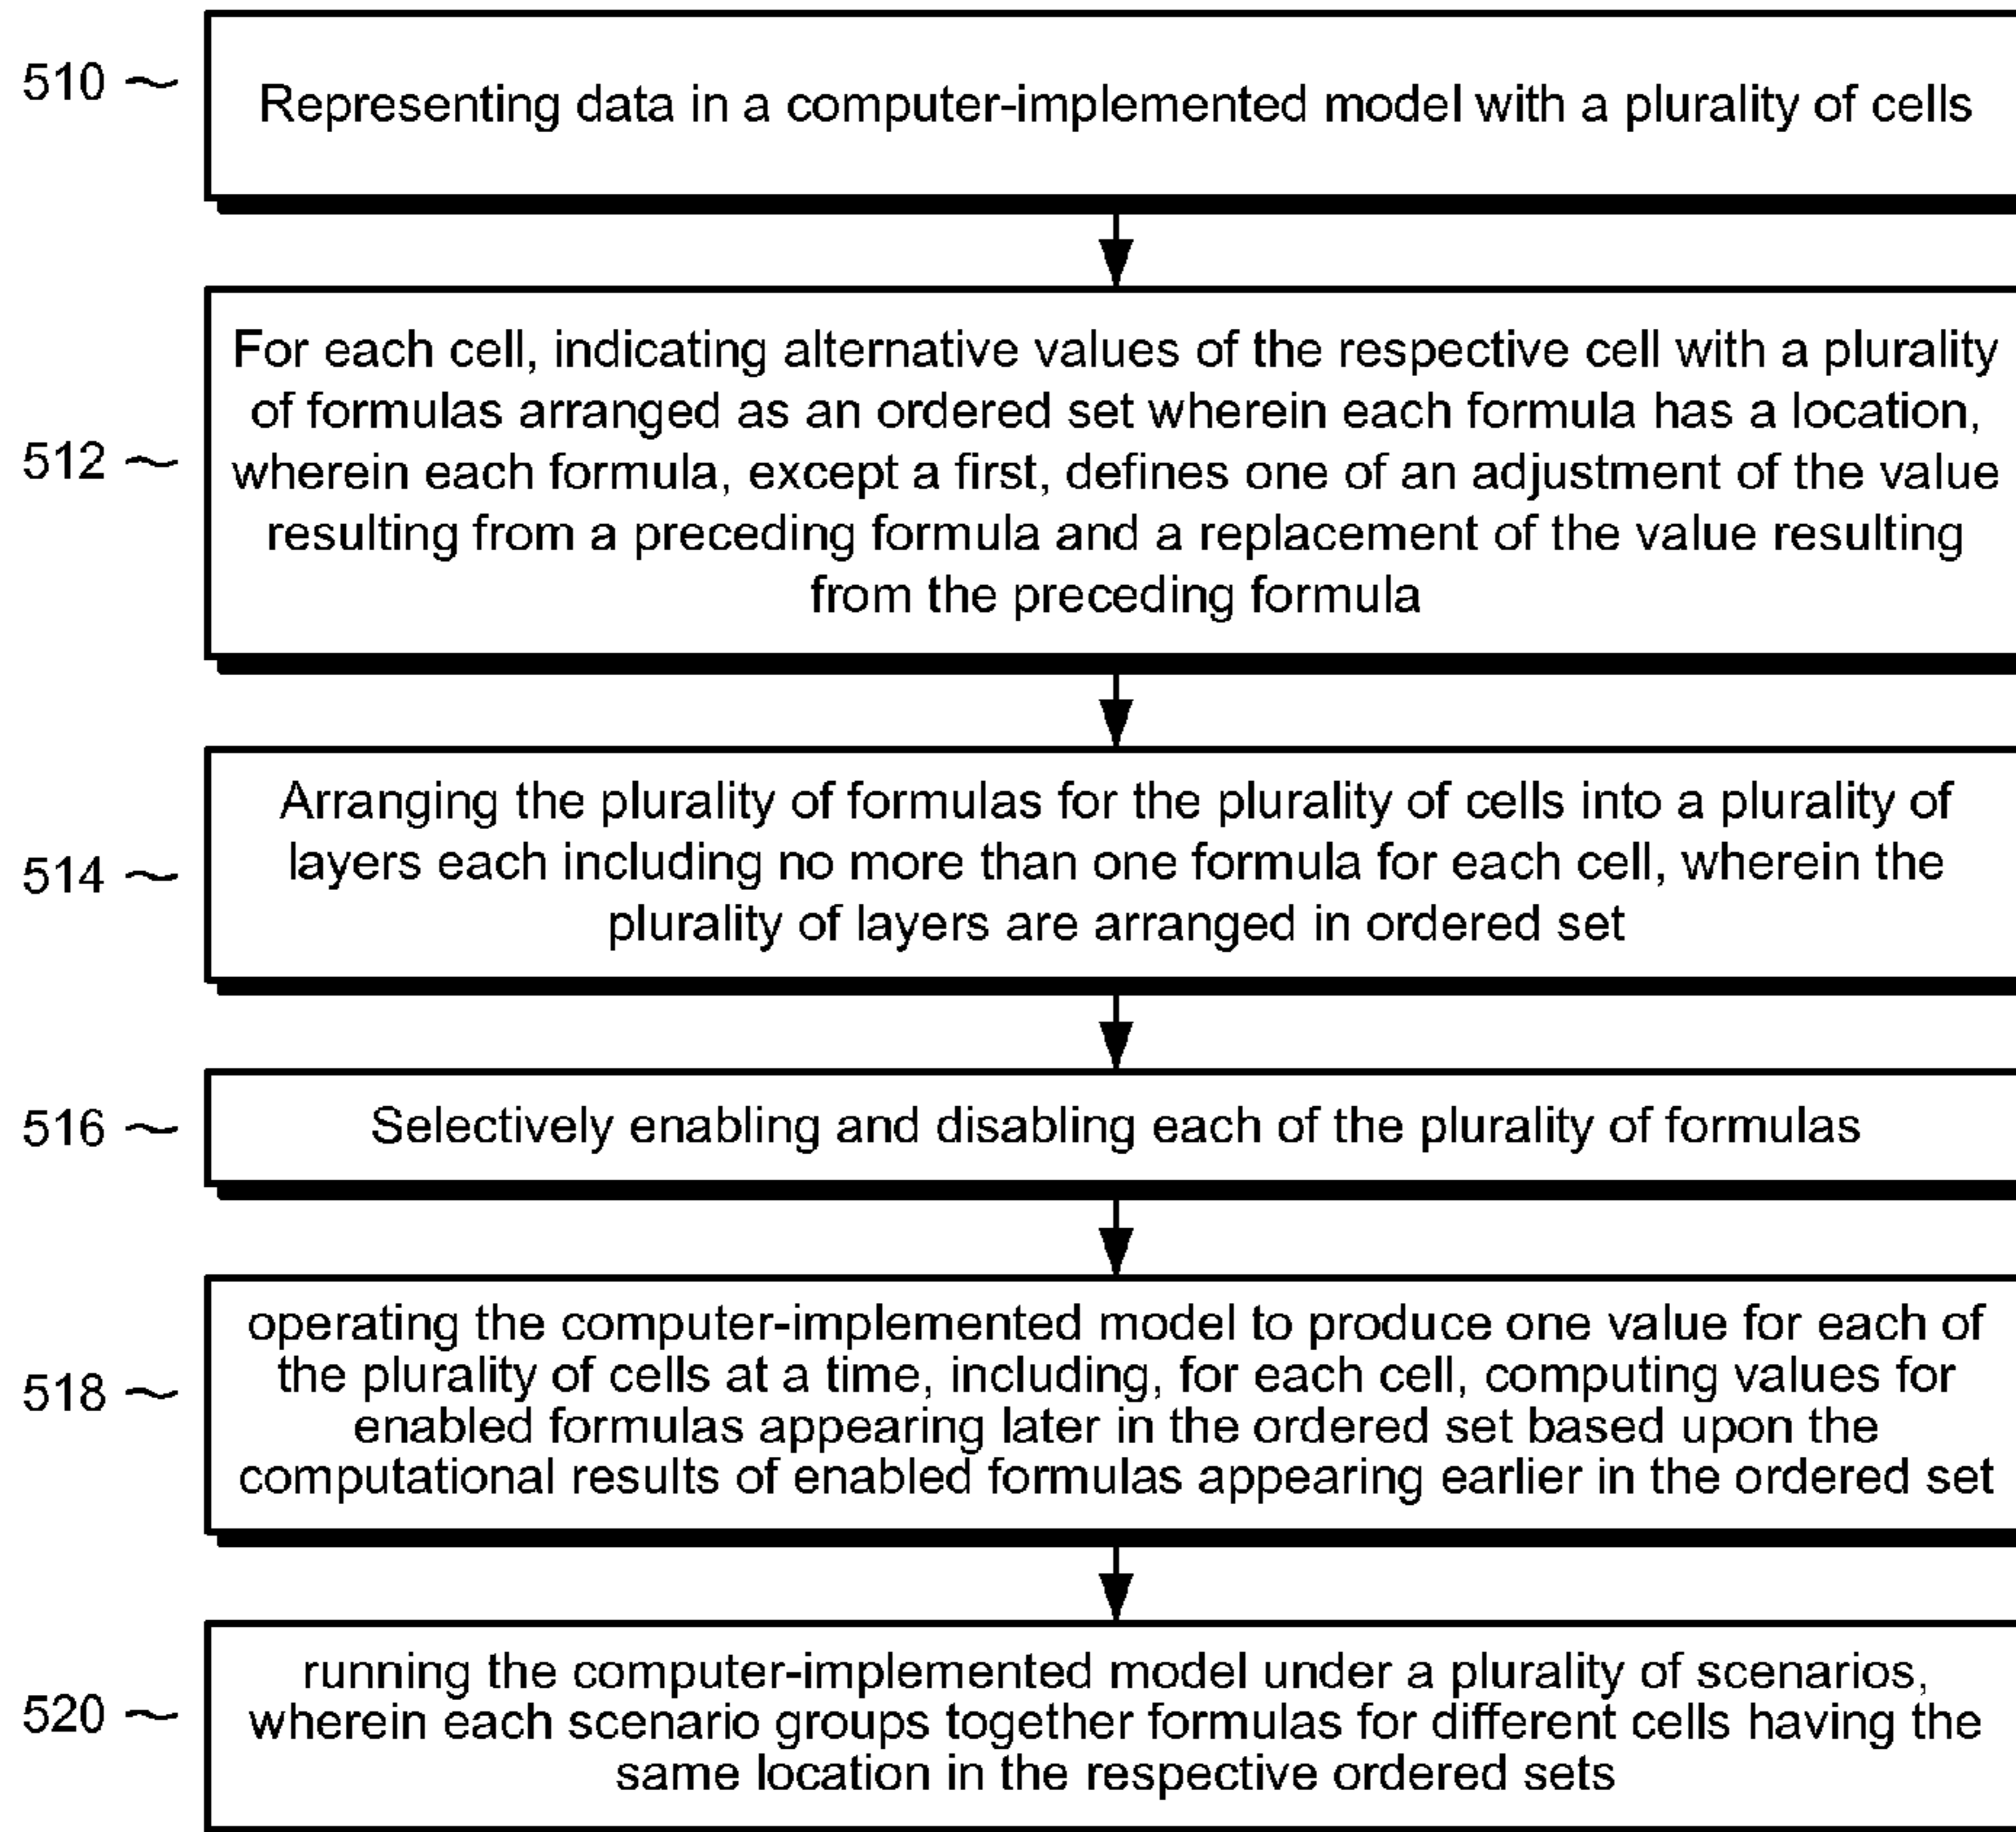 510
Representing data in a computer-implemented model with a plurality of cells
For each cell, indicating alternative values of the respective cell with a plurality
of formulas arranged as an ordered set wherein each formula has a location,
512
wherein each formula, except a first, defines one of an adjustment of the value
resulting from a preceding formula and a replacement of the value resulting
from the preceding formula
Arranging the plurality of formulas for the plurality of cells into a plurality of
514
layers each including no more than one formula for each cell, wherein the
plurality of layers are arranged in ordered set
516
Selectively enabling and disabling each of the plurality of formulas
operating the computer-implemented model to produce one value for each of
the plurality of cells at a time, including, for each cell, computing values for
518
enabled formulas appearing later in the ordered set based upon the
computational results of enabled formulas appearing earlier in the ordered set
running the computer-implemented model under a plurality of scenarios,
520
wherein each scenario groups together formulas for different cells having the
same location in the respective ordered sets